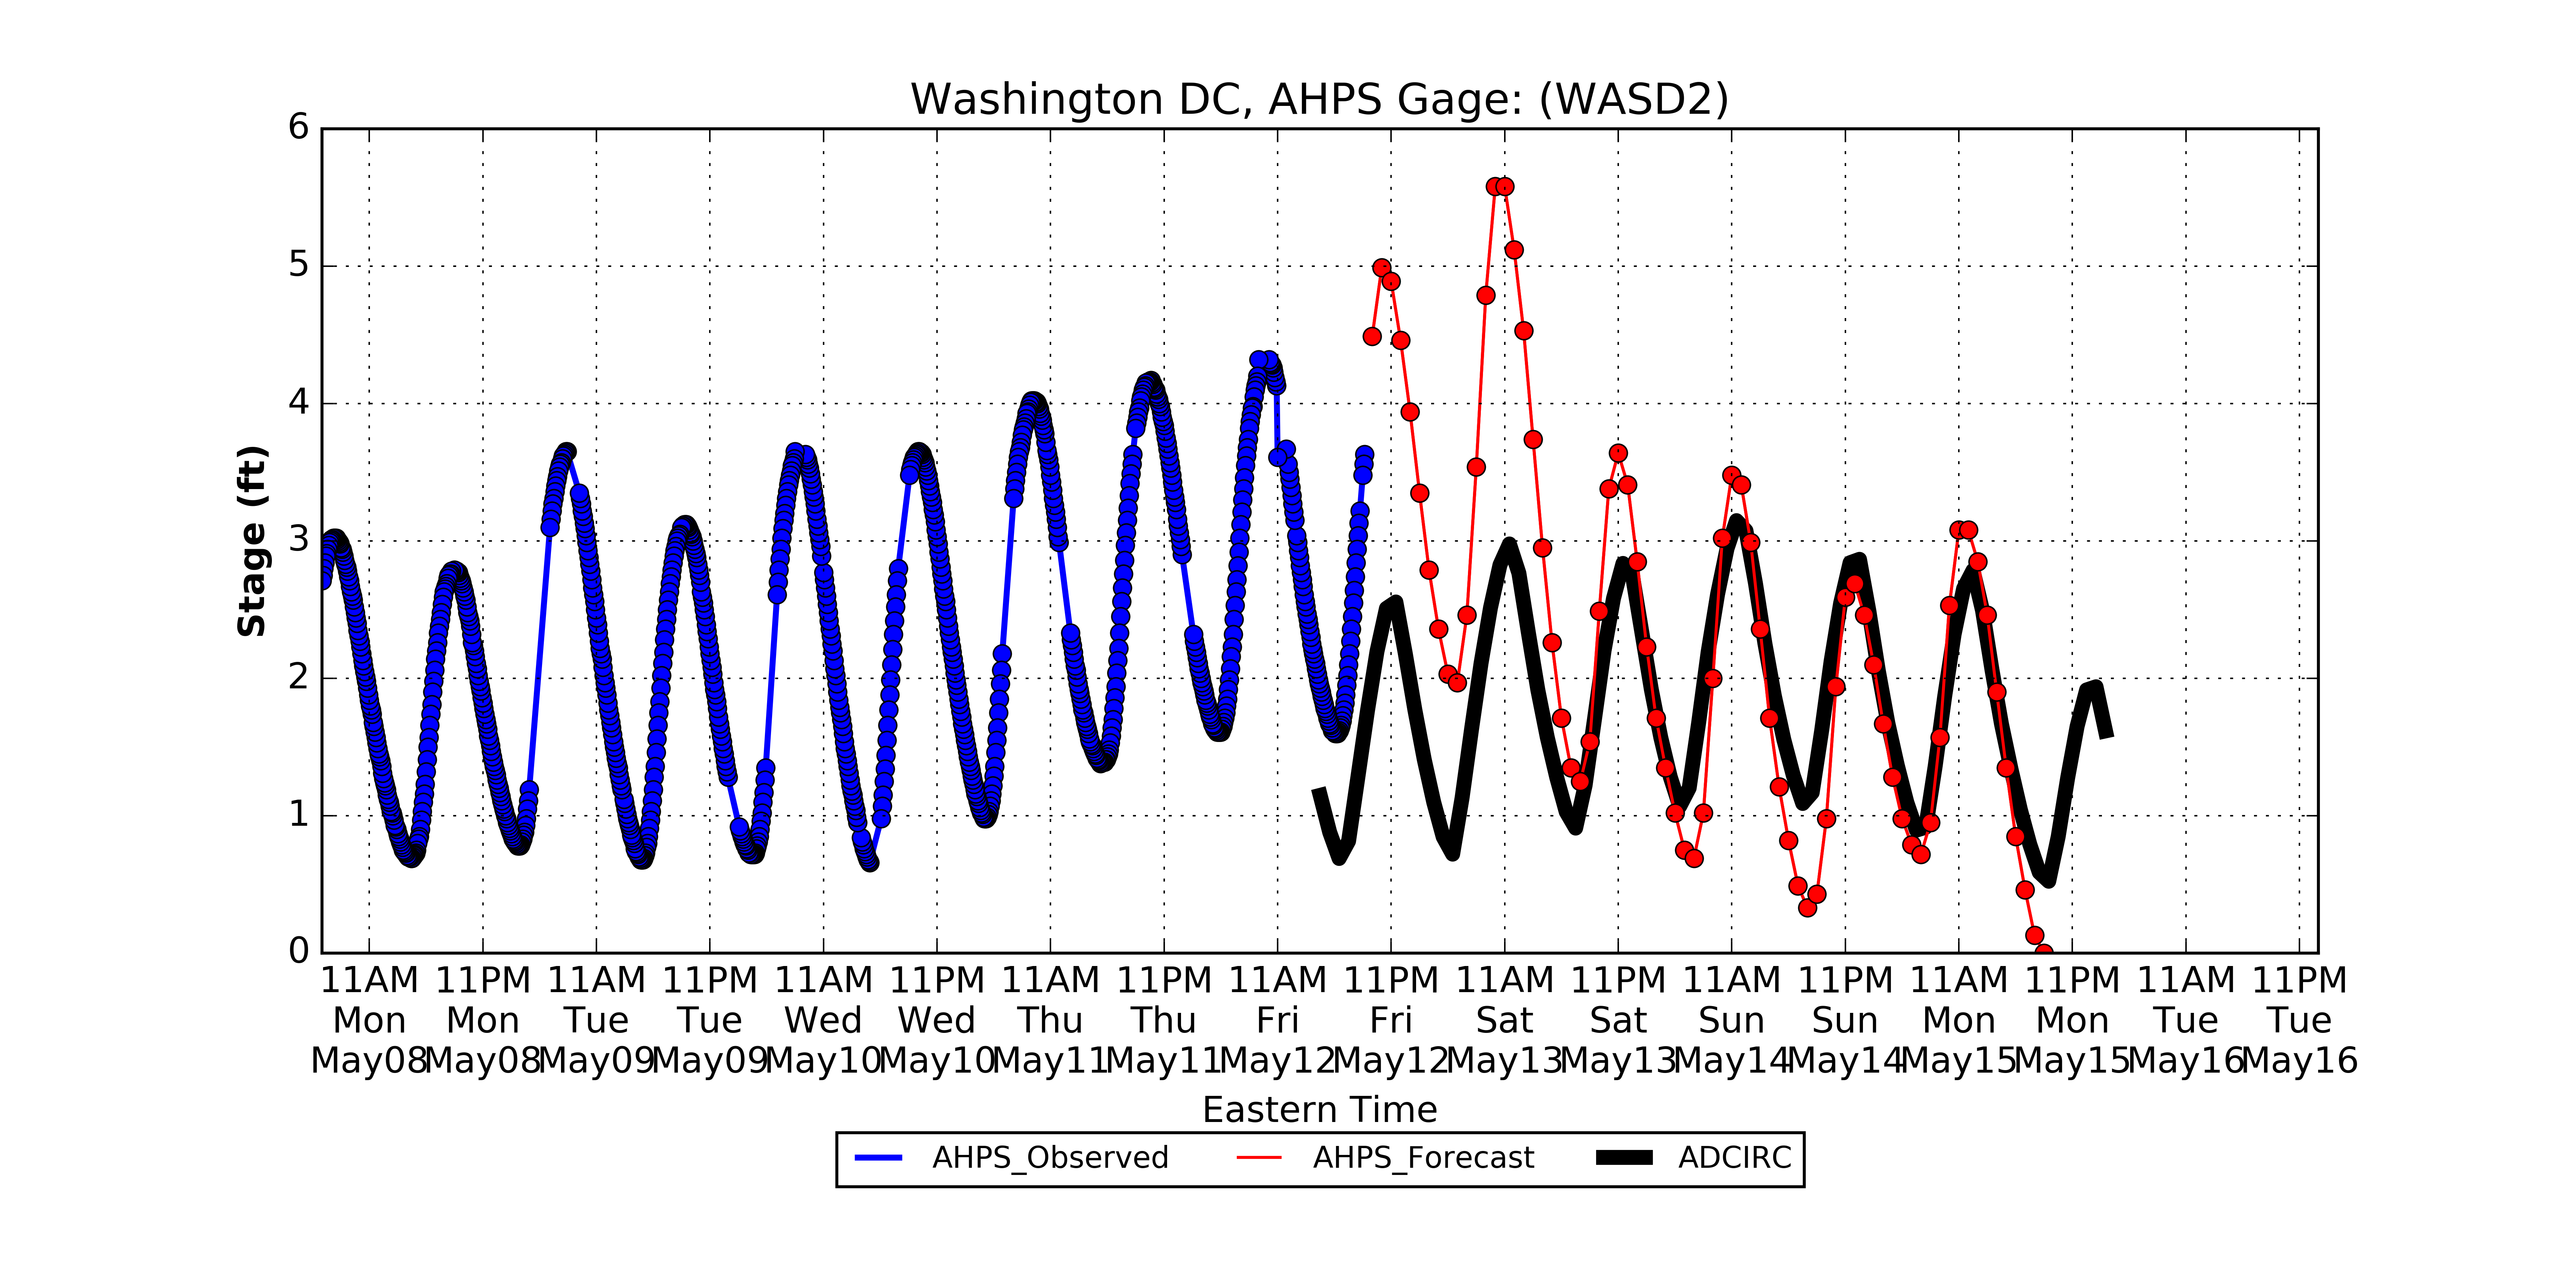 Washington DC, AHPS Gage: (WASD2)
6
5
4
3
2
1
0
Stage (ft)
11AM 11PM 11AM 11PM 11AM 11PM 11AM 11PM 11AM 11PM 11AM 11PM 11AM 11PM 11AM 11PM 11AM 11PM
Mon Mon Tue Tue Wed Wed Thu Thu Fri Fri Sat Sat Sun Sun Mon Mon Tue Tue
May08 May08 May09 May09 May10 May10 May11 May11 May12 May12 May13 May13 May14 May14 May15 May15 May16 May16
Eastern Time
AHPS_Observed AHPS_Forecast ADCIRC